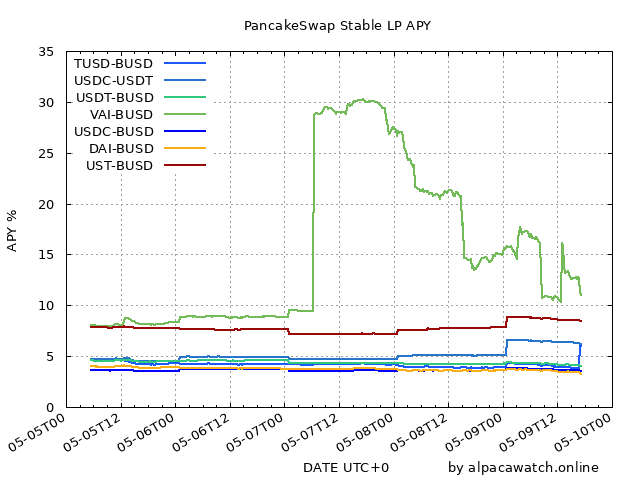 PancakeSwap Stable LP APY
35
30
25
20
15
10
5
0
APY %
TUSD-BUSD
USDC-USDT
USDT-BUSD
VAI-BUSD
USDC-BUSD
DAI-BUSD
UST-BUSD
05-05T00
05-05T12
05-06T00
05-06T12
05-07T00
05-07T12
05-08T00
05-08T12
05-09T00
05-09T12
05-10T00
DATE UTC+0
by alpacawatch.online